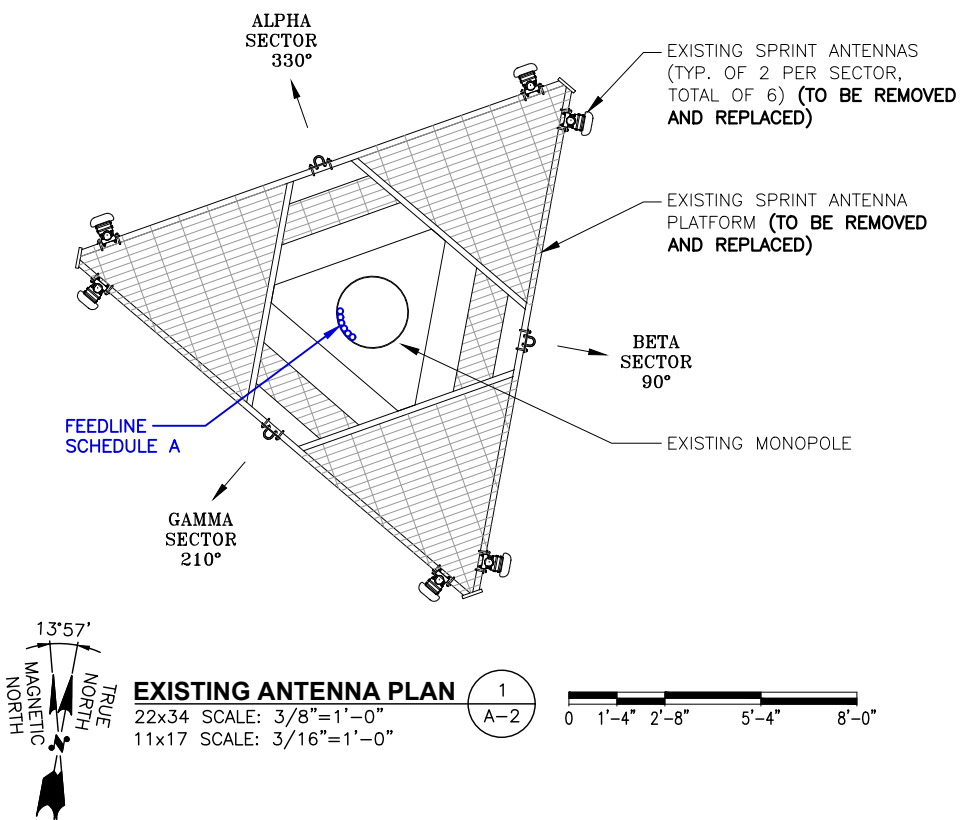 ALPHA
SECTOR
330°
EXISTING SPRINT ANTENNAS
(TYP. OF 2 PER SECTOR,
TOTAL OF 6) (TO BE REMOVED
AND REPLACED)
EXISTING SPRINT ANTENNA
PLATFORM (TO BE REMOVED
AND REPLACED)
BETA
SECTOR
90°
FEEDLINE
SCHEDULE A
EXISTING MONOPOLE
GAMMA
SECTOR
210°
13°57'
MAGNETIC
NORTH
TRUE
NORTH
N
EXISTING ANTENNA PLAN
22x34 SCALE: 3/8"=1'-0"
11x17 SCALE: 3/16"=1'-0"
1
A-2
0 1'-4" 2'-8" 5'-4" 8'-0"